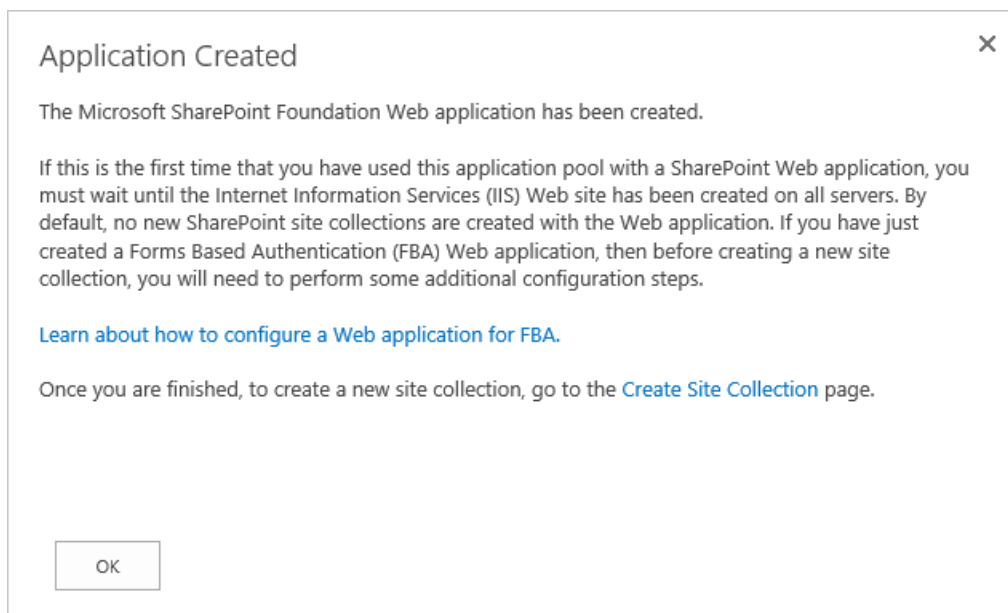 Application Created
The Microsoft SharePoint Foundation Web application has been created.
If this is the first time that you have used this application pool with a SharePoint Web application, you
must wait until the Internet Information Services (IIS) Web site has been created on all servers. By
default, no new SharePoint site collections are created with the Web application. If you have just
created a Forms Based Authentication (FBA) Web application, then before creating a new site
collection, you will need to perform some additional configuration steps.
Learn about how to configure a Web application for FBA.
Once you are finished, to create a new site collection, go to the Create Site Collection page.
OK